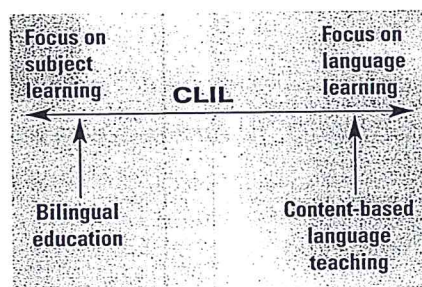 Focus on
subject
learning
Focus on
language
learning
CLIL
Bilingual
education
Content-based
language
teaching